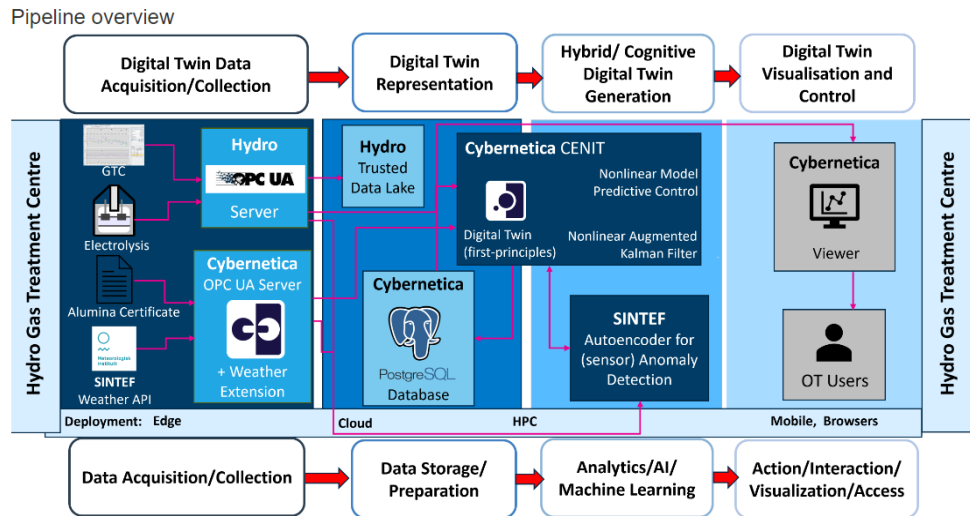 Pipeline overview
Digital Twin Data
Acquisition/Collection
Digital Twin
Representation
Hybrid/ Cognitive
Digital Twin
Generation
Digital Twin
Visualisation and
Control
Hydro Gas Treatment Centre
GTC
Electrolysis
Alumina Certificate
Meteorologisk
institutt
SINTEF
Weather API
Hydro
OPC UA
Server
Cybernetica
OPC UA Server
+ Weather
Extension
Hydro
Trusted
Data Lake
Cybernetica
PostgreSQL
Database
Cybernetica CENIT
Nonlinear Model
Predictive Control
Digital Twin
(first-principles)
Nonlinear Augmented
Kalman Filter
SINTEF
Autoencoder for
(sensor) Anomaly
Detection
Cybernetica
Viewer
OT Users
Hydro Gas Treatment Centre
Deployment: Edge
Cloud
HPC
Mobile, Browsers
Data Acquisition/Collection
Data Storage/
Preparation
Analytics/AI/
Machine Learning
Action/Interaction/
Visualization/Access